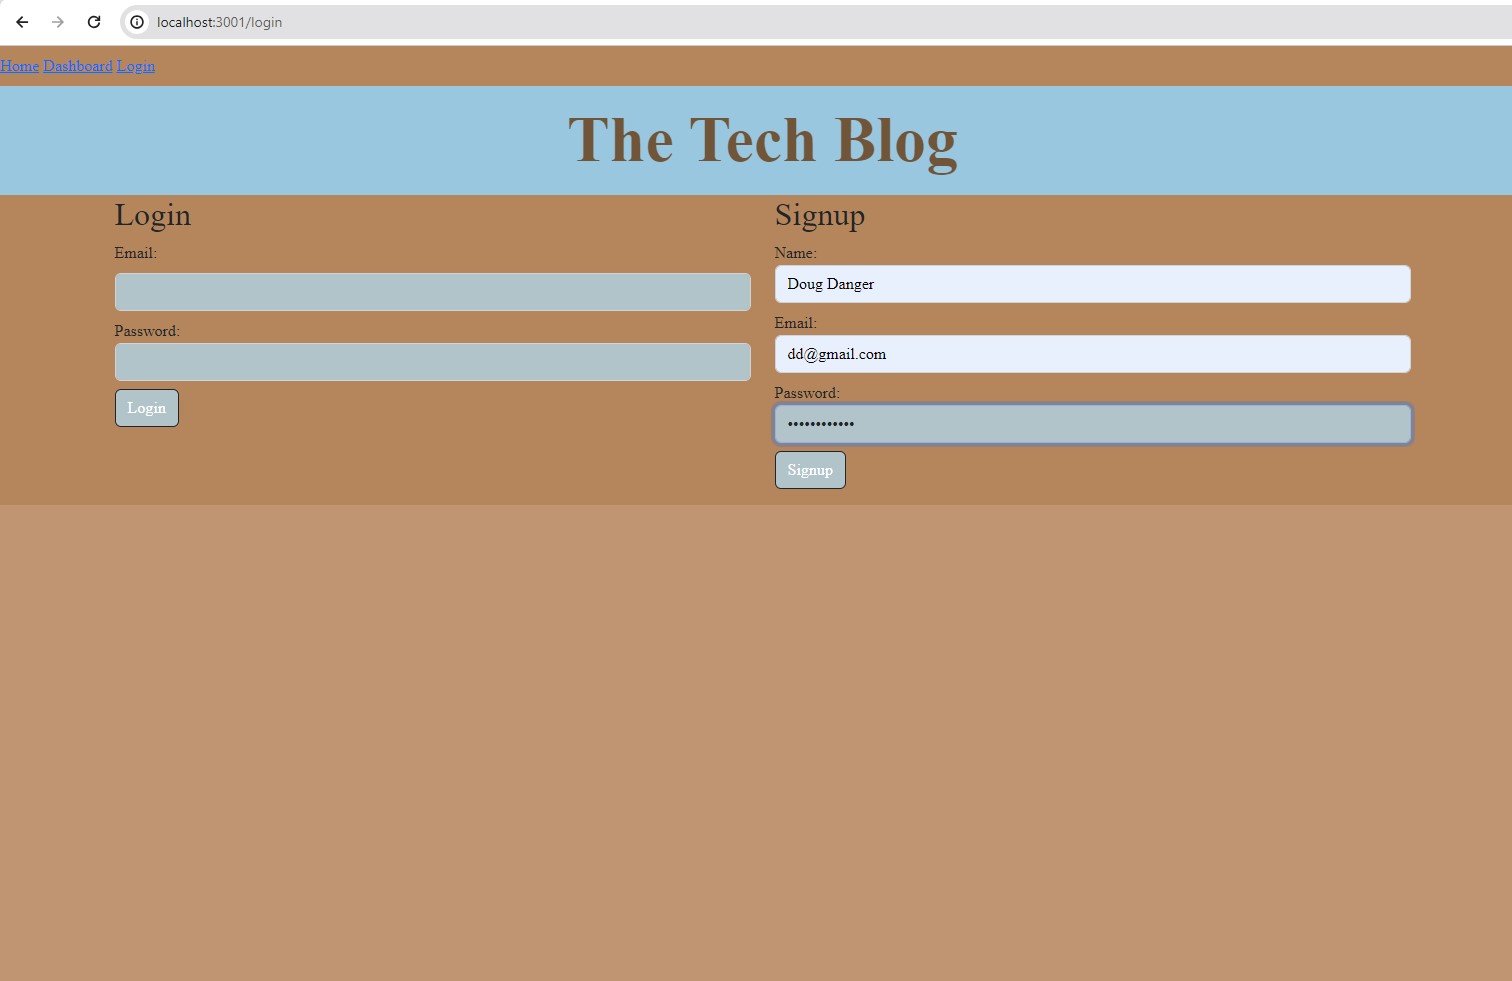 localhost:3001/login
Home Dashboard Login
The Tech Blog
Login
Email:
Password:
Login
Signup
Name:
Doug Danger
Email:
dd@gmail.com
Password:
••••••••••••
Signup